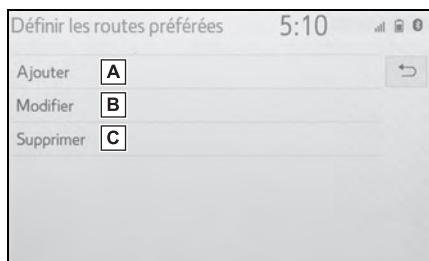 Définir les routes préférées 5:10
Ajouter A
Modifier B
Supprimer C